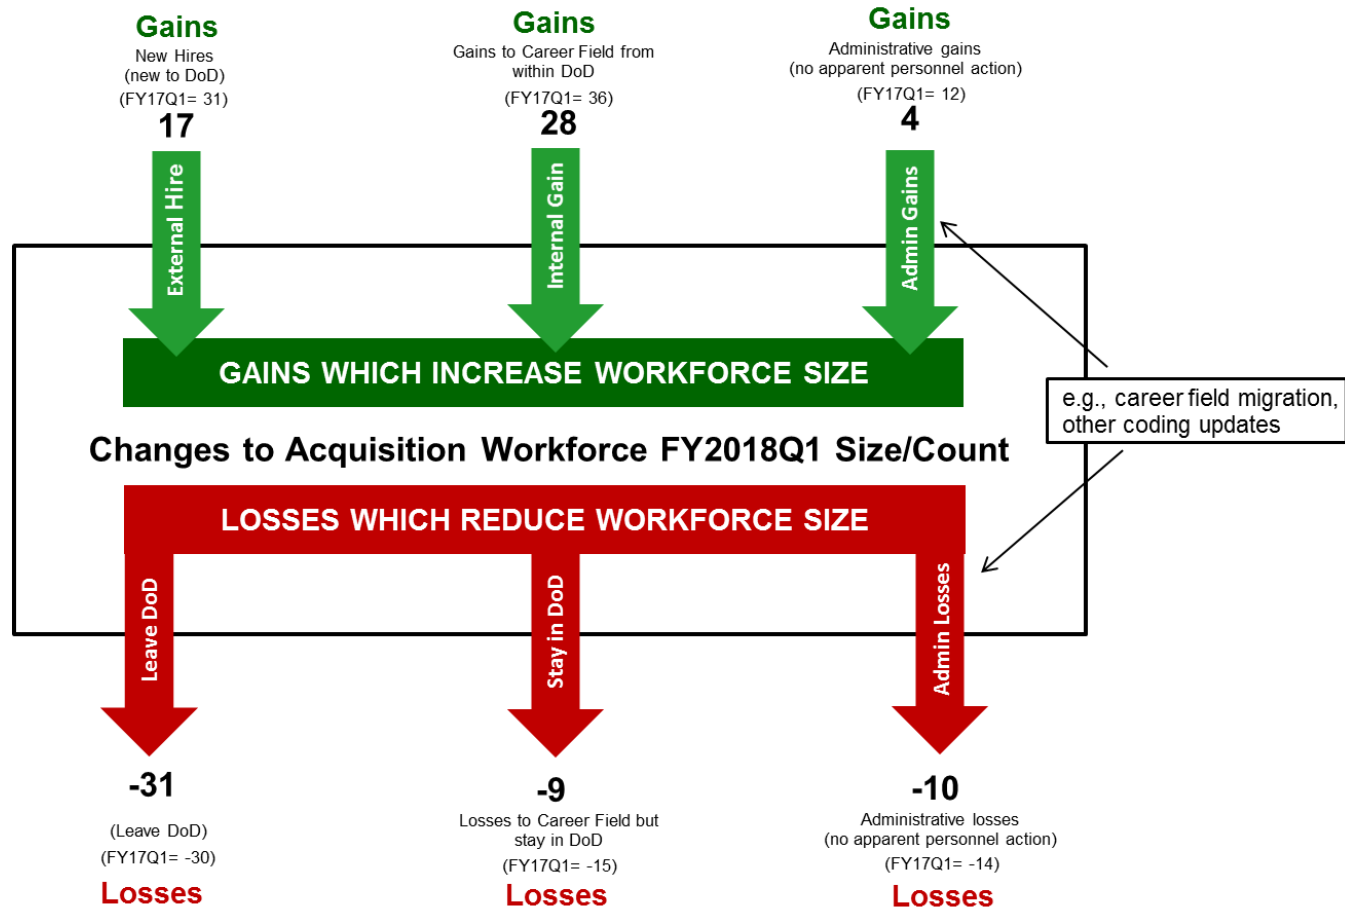 Gains
New Hires
(new to DoD)
(FY17Q1= 31)
17
Gains
Gains to Career Field from
within DoD
(FY17Q1= 36)
28
Gains
Administrative gains
(no apparent personnel action)
(FY17Q1= 12)
4
External Hire
Internal Gain
Admin Gains
GAINS WHICH INCREASE WORKFORCE SIZE
e.g., career field migration,
other coding updates
Changes to Acquisition Workforce FY2018Q1 Size/Count
LOSSES WHICH REDUCE WORKFORCE SIZE
Leave DoD
Stay in DoD
Admin Losses
-31
(Leave DoD)
(FY17Q1= -30)
Losses
-9
Losses to Career Field but
stay in DoD
(FY17Q1= -15)
Losses
-10
Administrative losses
(no apparent personnel action)
(FY17Q1= -14)
Losses